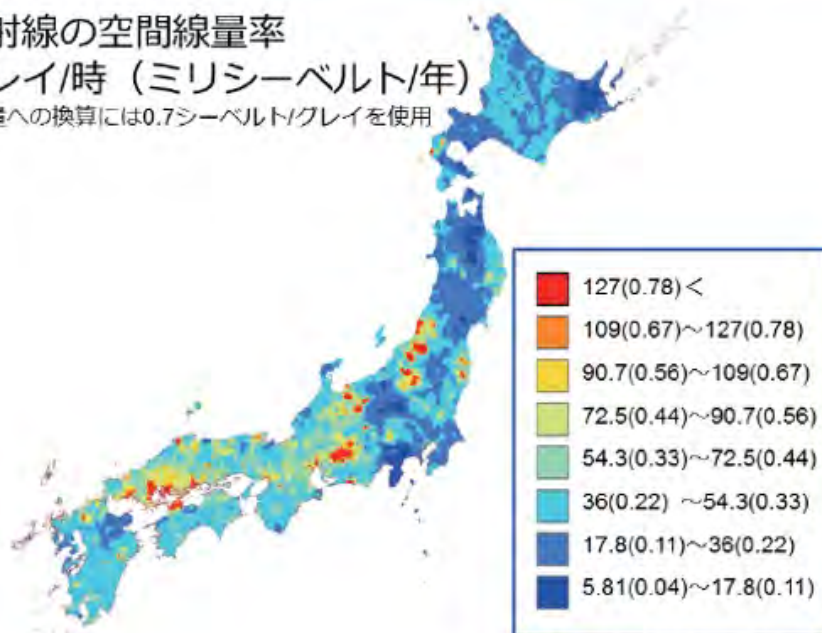 射線の空間線量率
レイ/時（ミリシーベルト/年）
量への換算には0.7シーベルト/グレイを使用
127(0.78)＜
109(0.67)～127(0.78)
90.7(0.56)～109(0.67)
72.5(0.44)～90.7(0.56)
54.3(0.33)～72.5(0.44)
36(0.22) ～54.3(0.33)
17.8(0.11)～36(0.22)
5.81(0.04)～17.8(0.11)